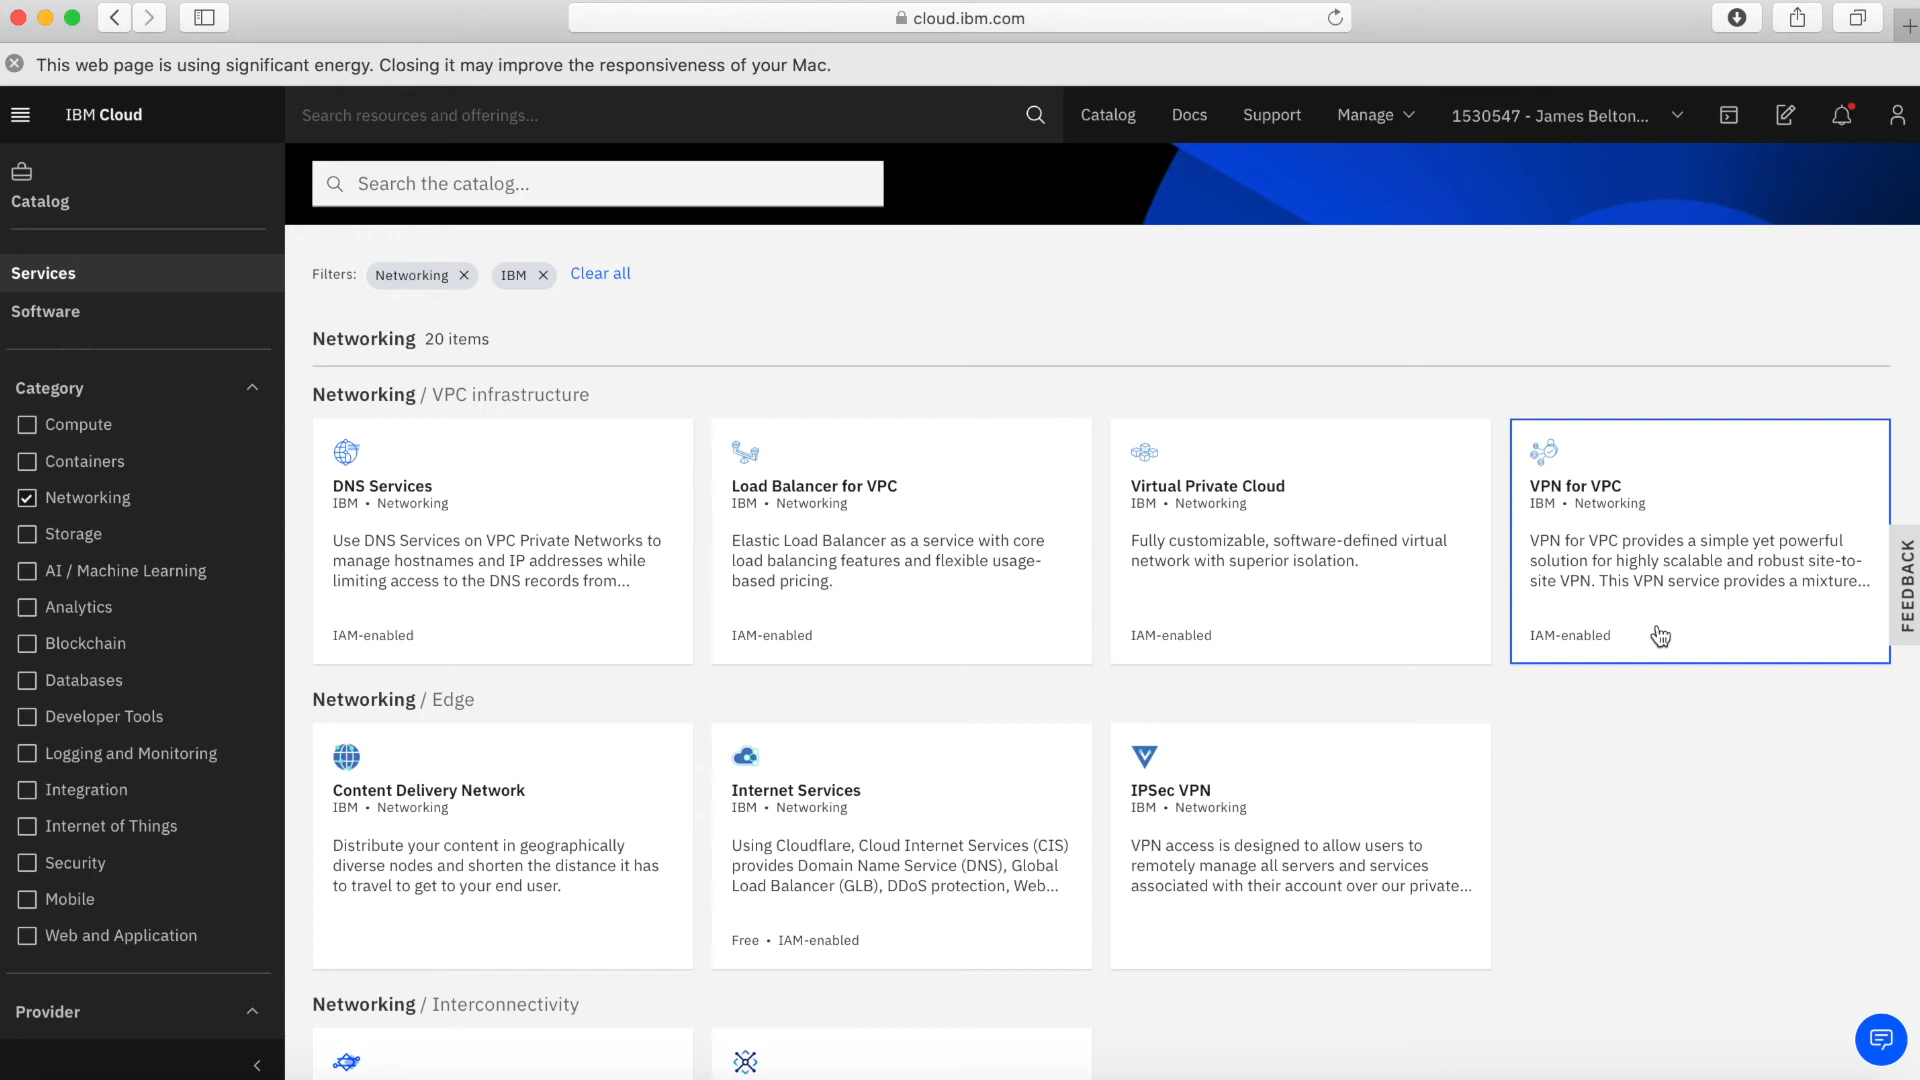 cloud.ibm.com
This web page is using significant energy. Closing it may improve the responsiveness of your Mac.
IBM Cloud
Search resources and offerings...
Catalog
Docs
Support
Manage
1530547 - James Belton...
Catalog
Search the catalog...
Services
Software
Filters:
Networking
IBM
Clear all
Networking 20 items
Category
Compute
Containers
Networking
Storage
AI / Machine Learning
Analytics
Blockchain
Databases
Developer Tools
Logging and Monitoring
Integration
Internet of Things
Security
Mobile
Web and Application
Provider
Networking / VPC infrastructure
DNS Services
IBM • Networking
Use DNS Services on VPC Private Networks to
manage hostnames and IP addresses while
limiting access to the DNS records from...
IAM-enabled
Load Balancer for VPC
IBM • Networking
Elastic Load Balancer as a service with core
load balancing features and flexible usage-
based pricing.
IAM-enabled
Virtual Private Cloud
IBM • Networking
Fully customizable, software-defined virtual
network with superior isolation.
IAM-enabled
VPN for VPC
IBM • Networking
VPN for VPC provides a simple yet powerful
solution for highly scalable and robust site-to-
site VPN. This VPN service provides a mixture...
IAM-enabled
FEEDBACK
Networking / Edge
Content Delivery Network
IBM • Networking
Distribute your content in geographically
diverse nodes and shorten the distance it has
to travel to get to your end user.
Internet Services
IBM • Networking
Using Cloudflare, Cloud Internet Services (CIS)
provides Domain Name Service (DNS), Global
Load Balancer (GLB), DDoS protection, Web...
Free • IAM-enabled
IPSec VPN
IBM • Networking
VPN access is designed to allow users to
remotely manage all servers and services
associated with their account over our private...
Networking / Interconnectivity